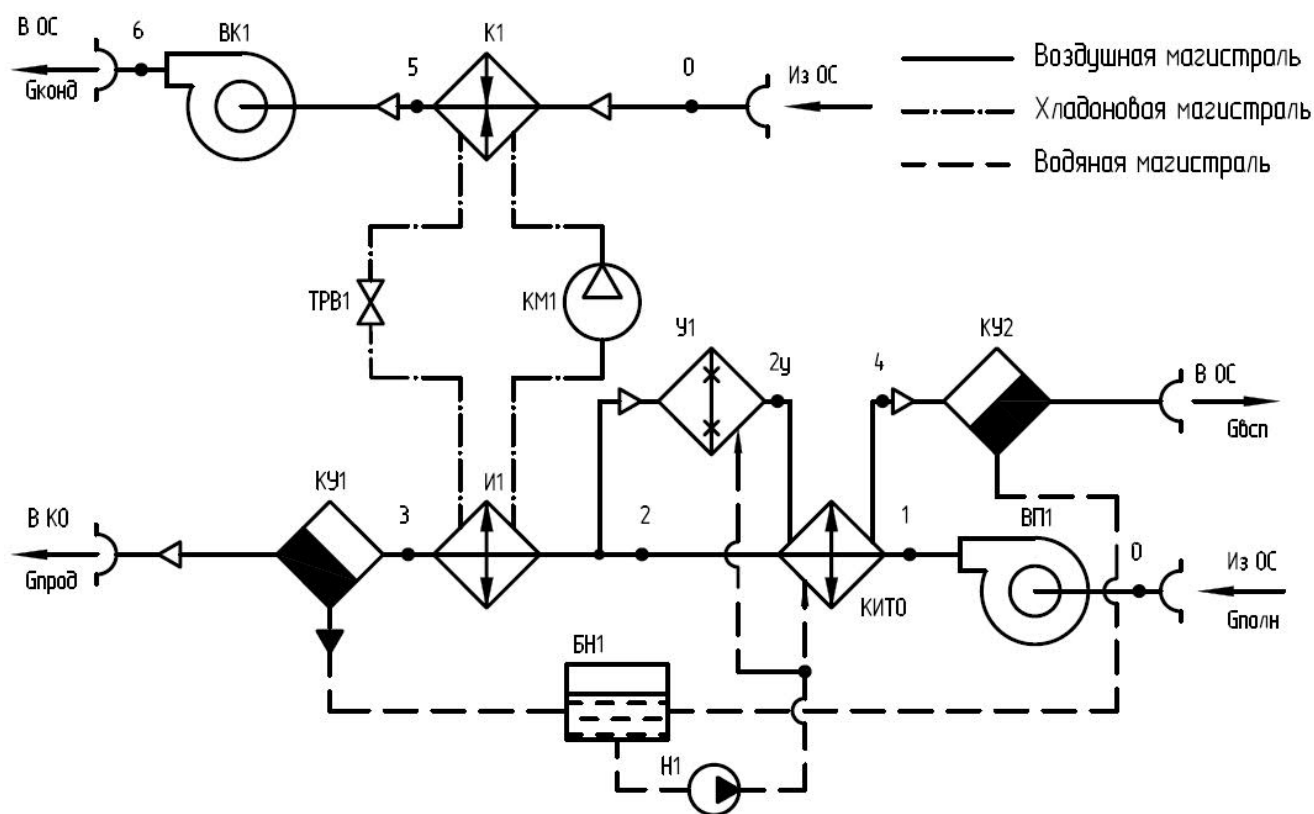 В ОС
6
ВК1
К1
5
0
Из ОС
Gконд
Воздушная магистраль
Хладоновая магистраль
Водяная магистраль
ТРВ1
КМ1
У1
2у
4
КУ2
В ОС
Gвсп
КУ1
И1
В КО
3
2
1
ВП1
0
Из ОС
Gпрод
КИТО
Gполн
БН1
Н1